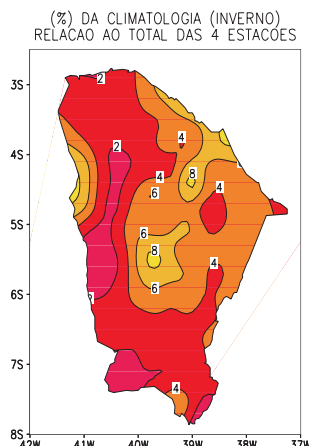 (%) DA CLIMATOLOGIA (INVERNO)
RELACAO AO TOTAL DAS 4 ESTACOES
3S
2
4
4S
2
8
4
6
4
5S
6
8
4
6
6S
7S
4
8S
42W 41W 40W 39W 38W 37W